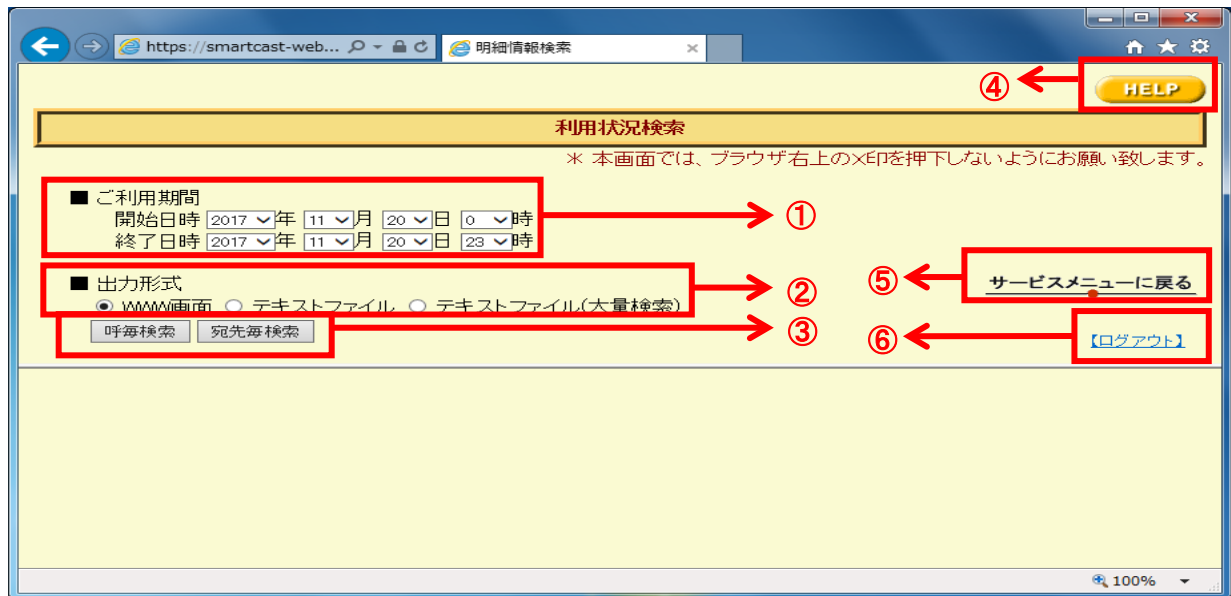 https://smartcast-web... 明細情報検索
④ HELP
利用状況検索
＊ 本画面では、ブラウザ右上の×印を押下しないようにお願い致します。
■ ご利用期間
開始日時 2017 年 11 月 20 日 0 時
終了日時 2017 年 11 月 20 日 23 時
①
■ 出力形式
WWW画面 テキストファイル テキストファイル(大量検索)
②
⑤ サービスメニューに戻る
呼毎検索 宛先毎検索
③
⑥ 【ログアウト】
100%